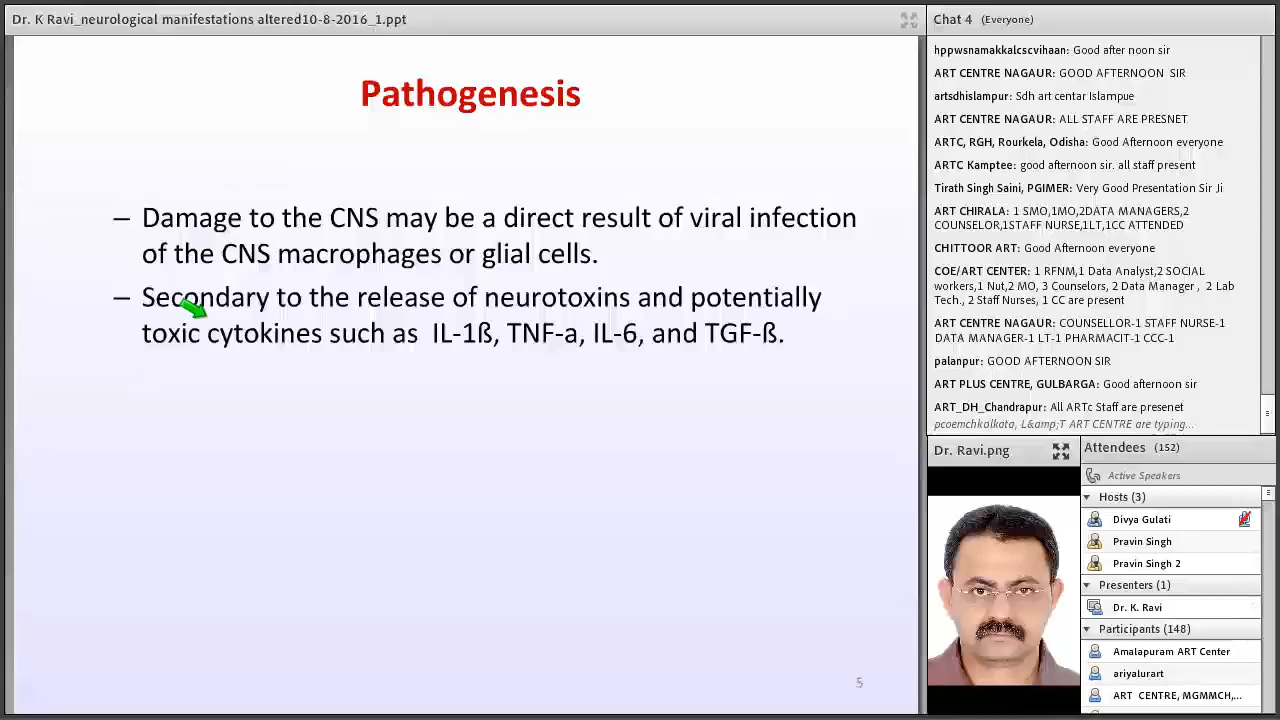 Dr. K Ravi_neurological manifestations altered10-8-2016_1.ppt
Pathogenesis
– Damage to the CNS may be a direct result of viral infection
of the CNS macrophages or glial cells.
– Secondary to the release of neurotoxins and potentially
toxic cytokines such as IL-1ß, TNF-a, IL-6, and TGF-ß.
5
Chat 4 (Everyone)
hppwsnamakkalcscvihaan: Good after noon sir
ART CENTRE NAGAUR: GOOD AFTERNOON SIR
artsdhislampur: Sdh art centar Islampue
ART CENTRE NAGAUR: ALL STAFF ARE PRESNET
ARTC, RGH, Rourkela, Odisha: Good Afternoon everyone
ARTC Kamptee: good afternoon sir. all staff present
Tirath Singh Saini, PGIMER: Very Good Presentation Sir Ji
ART CHIRALA: 1 SMO,1MO,2DATA MANAGERS,2
COUNSELOR,1STAFF NURSE,1LT,1CC ATTENDED
CHITTOOR ART: Good Afternoon everyone
COE/ART CENTER: 1 RFNM,1 Data Analyst,2 SOCIAL
workers,1 Nut,2 MO, 3 Counselors, 2 Data Manager , 2 Lab
Tech., 2 Staff Nurses, 1 CC are present
ART CENTRE NAGAUR: COUNSELLOR-1 STAFF NURSE-1
DATA MANAGER-1 LT-1 PHARMACIT-1 CCC-1
palanpur: GOOD AFTERNOON SIR
ART PLUS CENTRE, GULBARGA: Good afternoon sir
ART_DH_Chandrapur: All ARTc Staff are presenet
pcoemchkolkata, L&amp;T ART CENTRE are typing...
Dr. Ravi.png
Attendees (152)
Active Speakers
Hosts (3)
Divya Gulati
Pravin Singh
Pravin Singh 2
Presenters (1)
Dr. K. Ravi
Participants (148)
Amalapuram ART Center
ariyalurart
ART CENTRE, MGMMCH,...